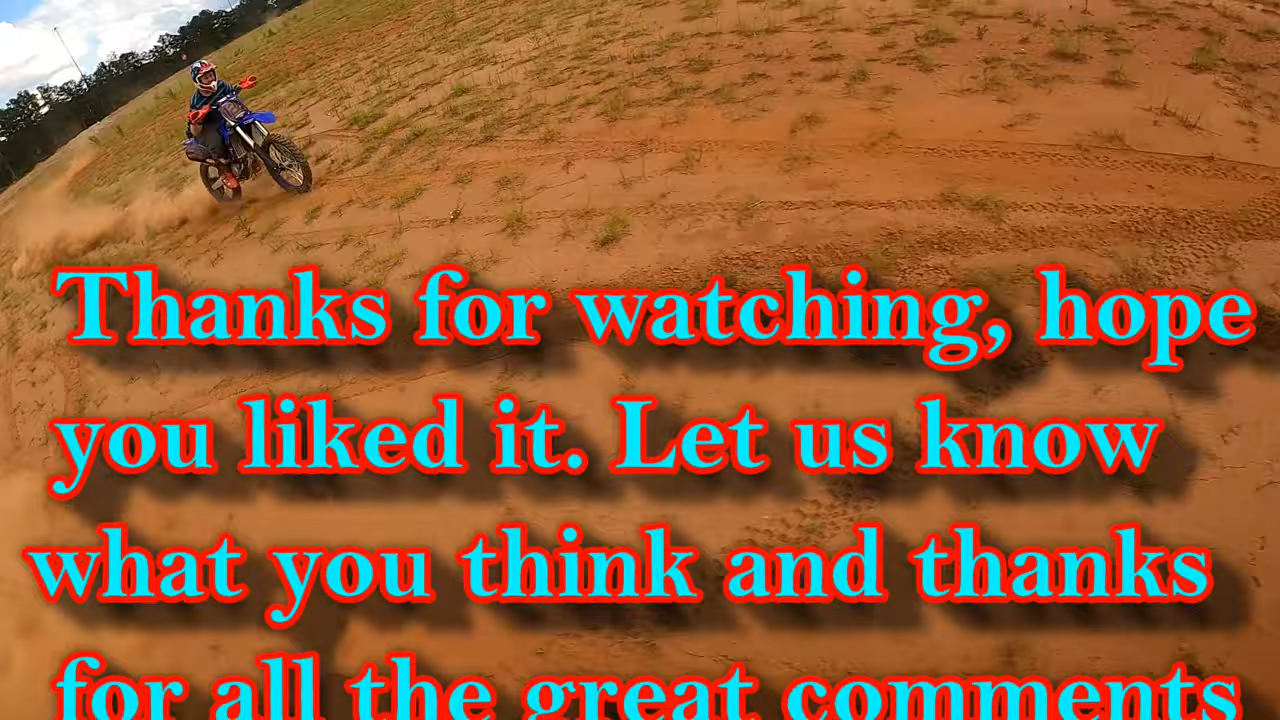 Thanks for watching, hope
you liked it. Let us know
what you think and thanks
for all the great comments